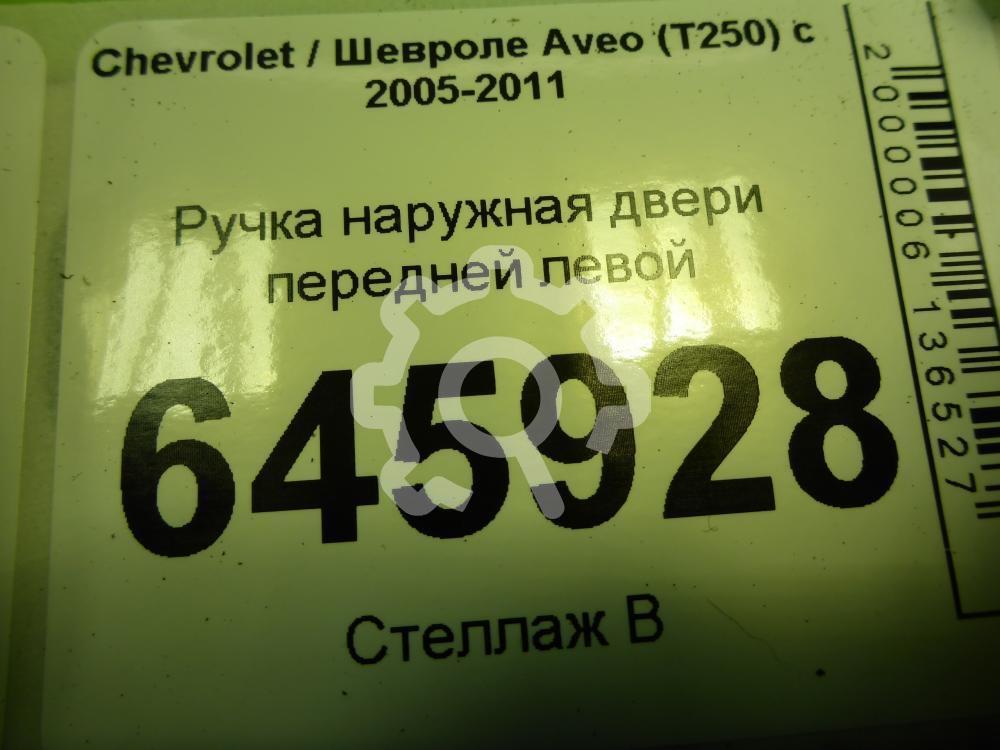 Chevrolet / Шевроле Aveo (T250) с
2005-2011
Ручка наружная двери
передней левой
645928
Стеллаж В
2000006136527